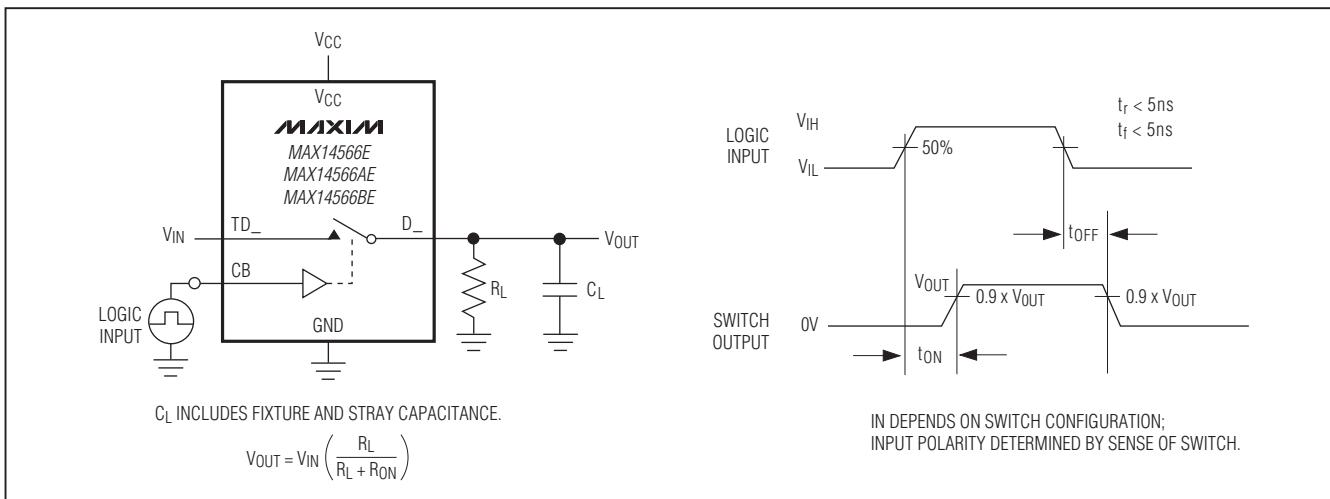 VCC
VCC
MAXIM
MAX14566E
MAX14566AE
MAX14566BE
VIN
TD_
D_
VOUT
CB
RL
CL
LOGIC
INPUT
GND
CL INCLUDES FIXTURE AND STRAY CAPACITANCE.
VOUT = VIN ( RL / RL + RON )
LOGIC
INPUT
VIH
VIL
50%
tr < 5ns
tf < 5ns
tOFF
SWITCH
OUTPUT
VOUT
0V
0.9 x VOUT
0.9 x VOUT
tON
IN DEPENDS ON SWITCH CONFIGURATION;
INPUT POLARITY DETERMINED BY SENSE OF SWITCH.